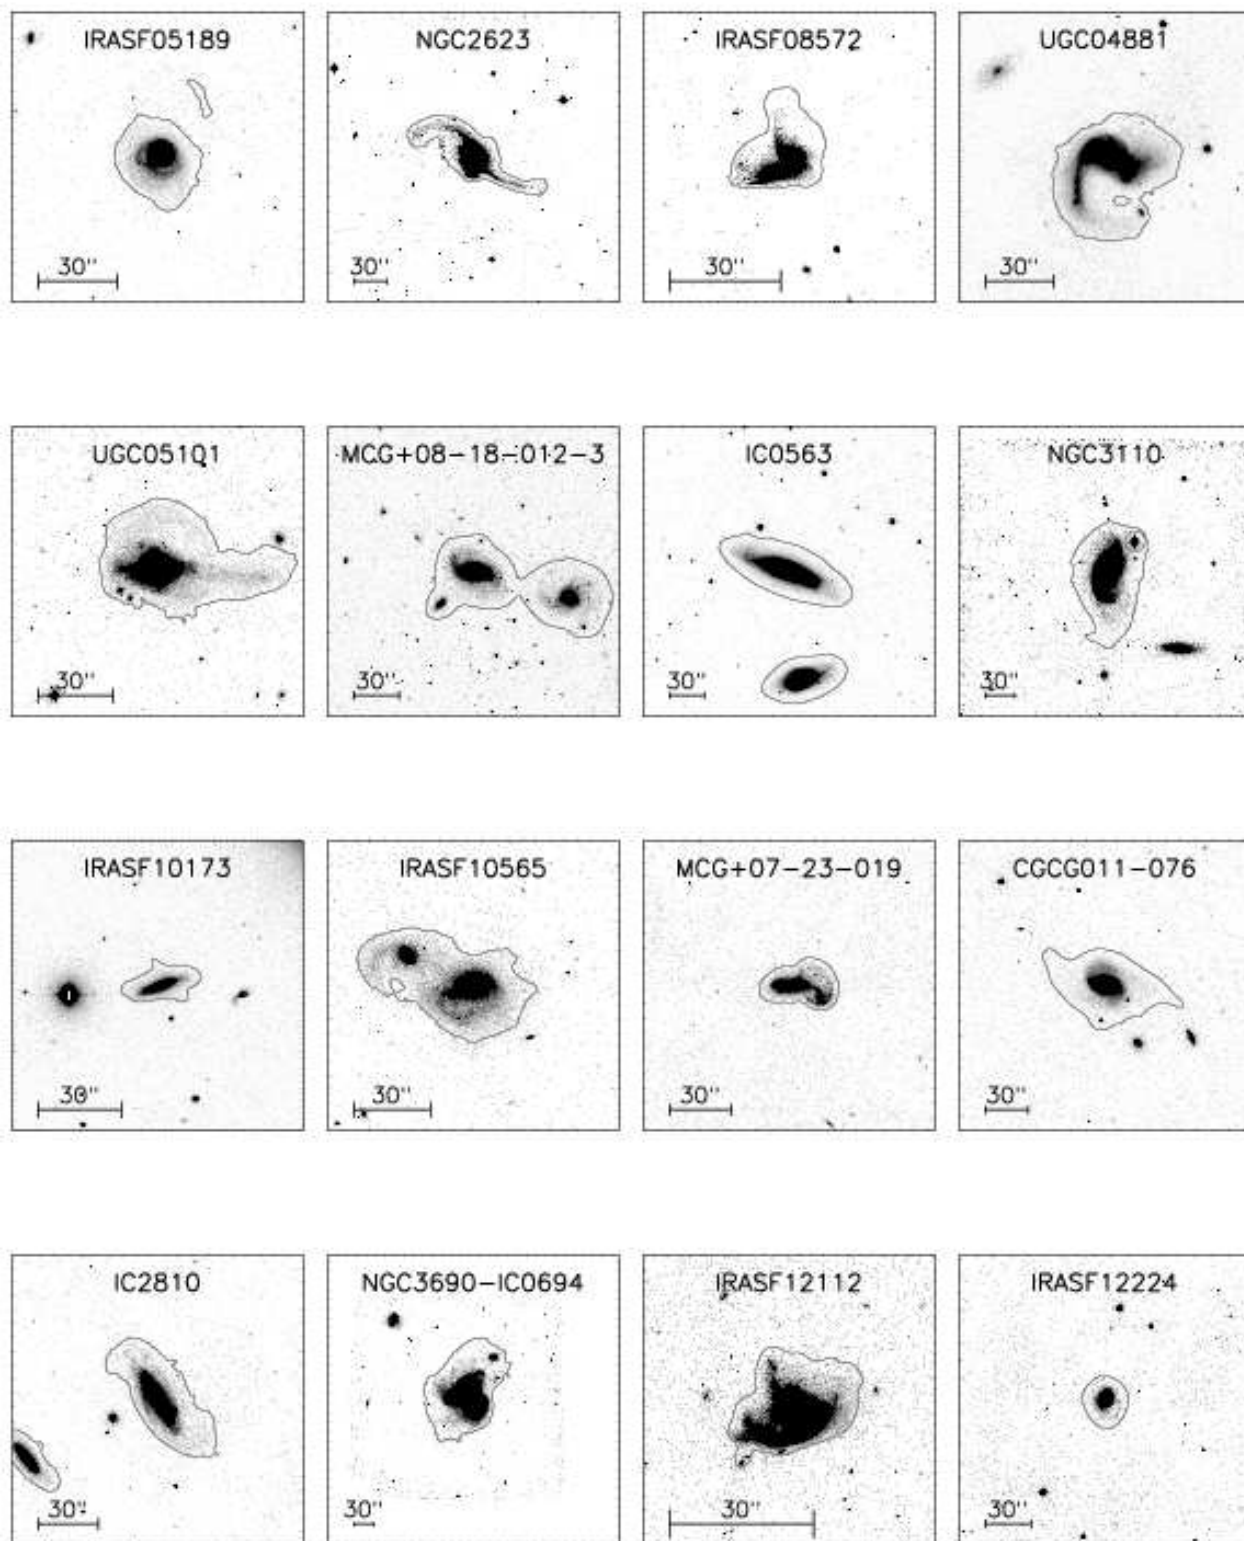 IRASF05189
NGC2623
IRASF08572
UGC04881
30''
30''
30''
30''
UGC05101
MCG+08-18-012-3
IC0563
NGC3110
30''
30''
30''
30''
IRASF10173
IRASF10565
MCG+07-23-019
CGCG011-076
30''
30''
30''
30''
IC2810
NGC3690-IC0694
IRASF12112
IRASF12224
30''
30''
30''
30''